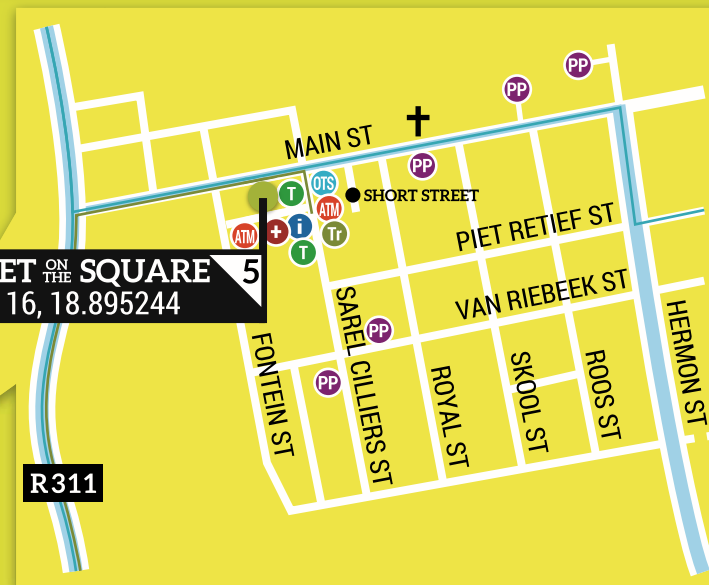 PP
PP
MAIN ST
PP
T
OTS
SHORT STREET
ATM
ATM
+
i
Tr
T
PIET RETIEF ST
ET ON THE SQUARE 5
16, 18.895244
VAN RIEBEEK ST
PP
PP
FONTEIN ST
SAREL CILLIERS ST
ROYAL ST
SKOOL ST
ROOS ST
HERMON ST
R311